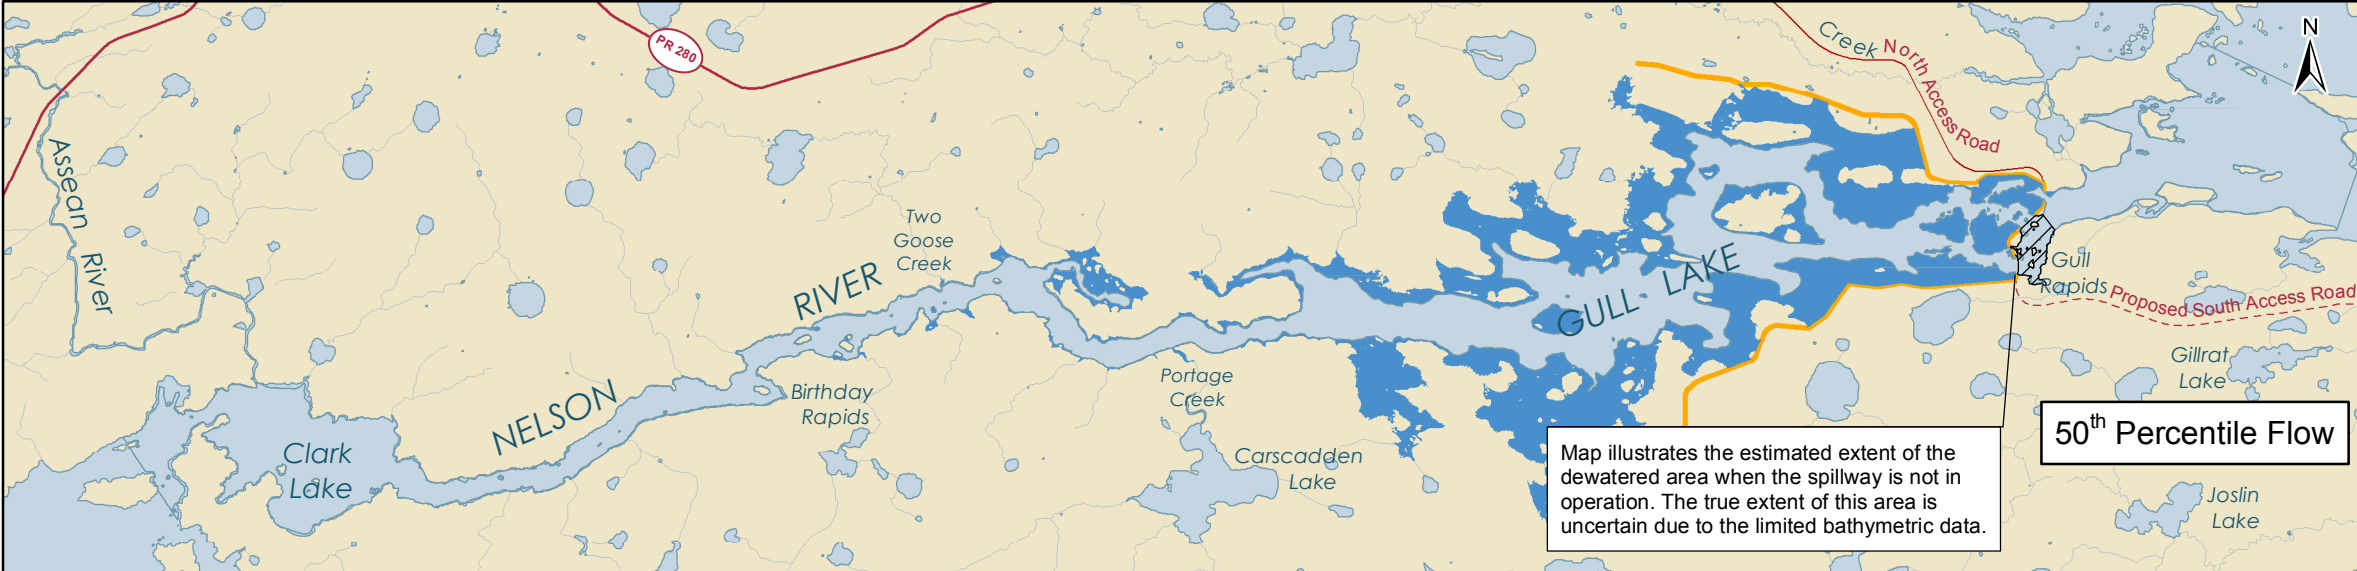 N
PR 280
Creek
North Access Road
Assean River
Two
Goose
Creek
NELSON RIVER
GULL LAKE
Gull
Rapids
Proposed South Access Road
Birthday
Rapids
Portage
Creek
Gillrat
Lake
Clark
Lake
Carscadden
Lake
50th Percentile Flow
Map illustrates the estimated extent of the
dewatered area when the spillway is not in
operation. The true extent of this area is
uncertain due to the limited bathymetric data.
Joslin
Lake